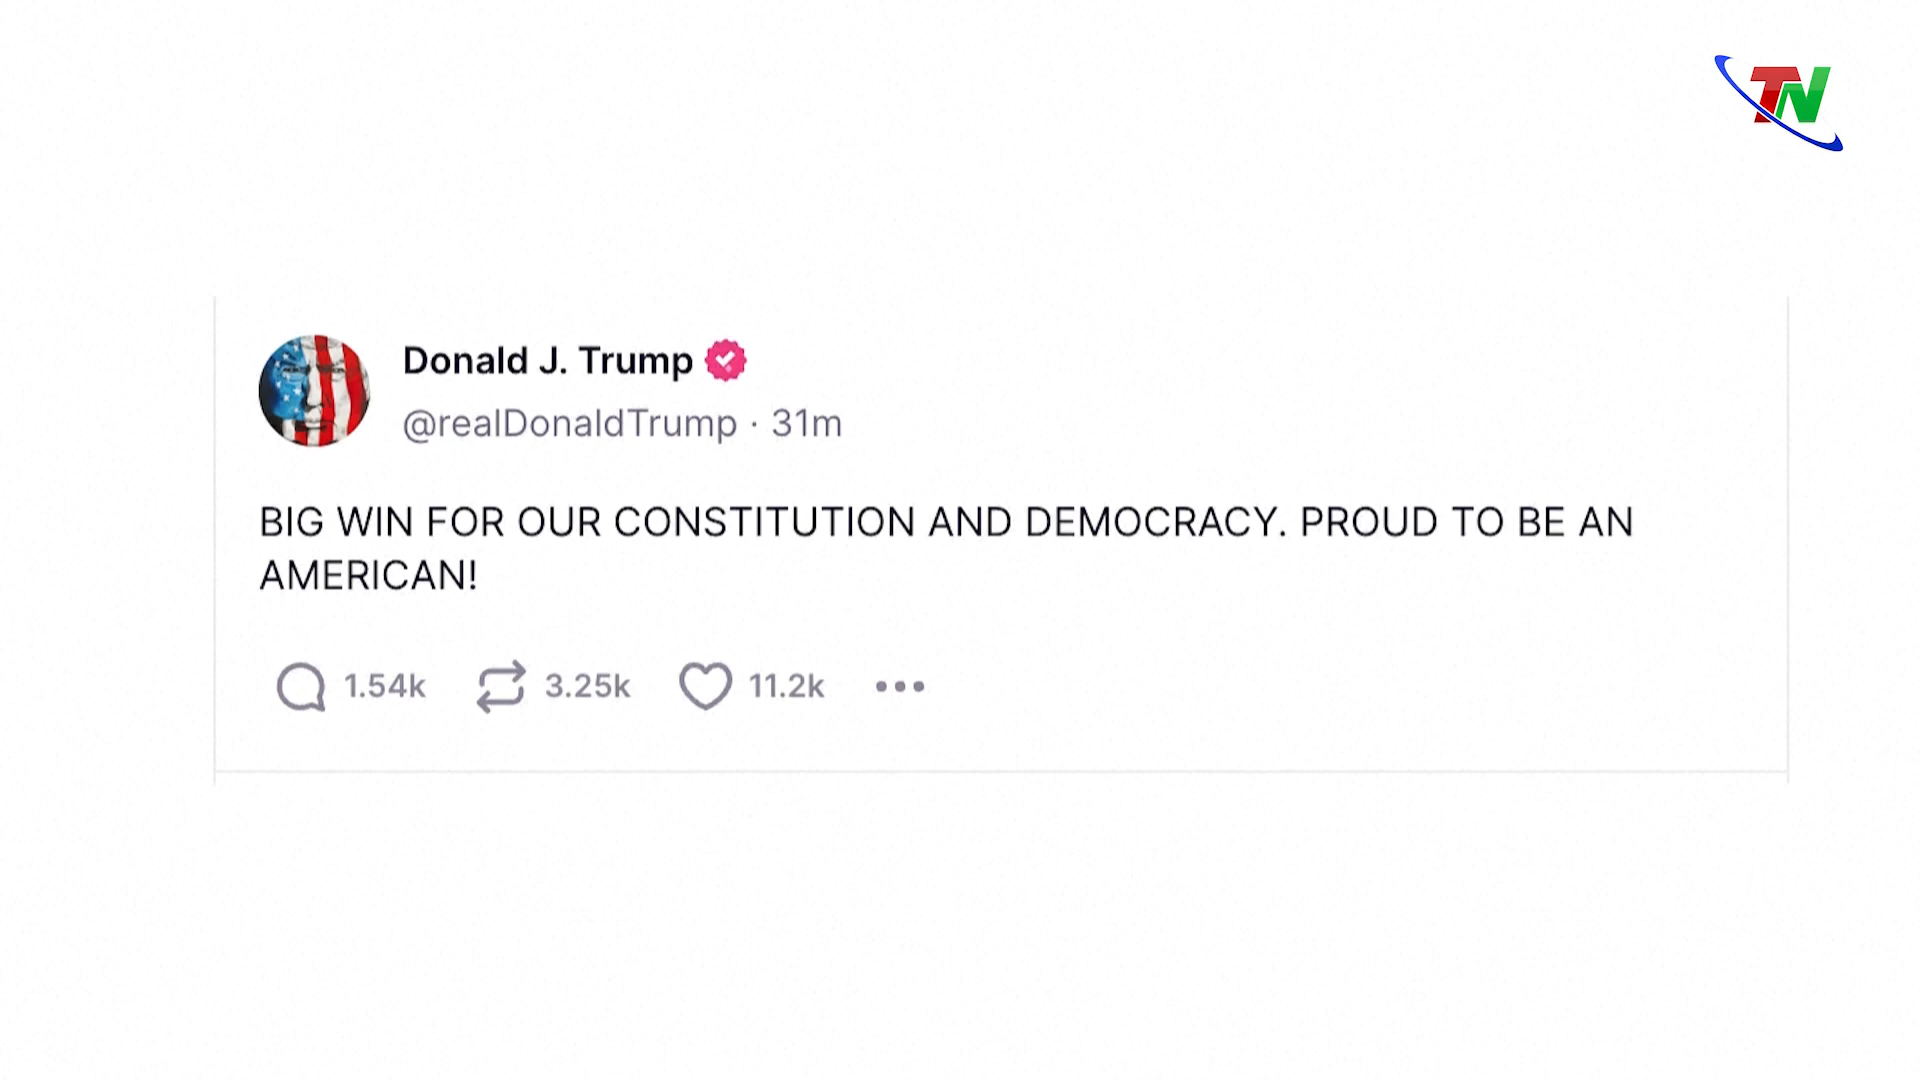 TN
Donald J. Trump
@realDonaldTrump · 31m
BIG WIN FOR OUR CONSTITUTION AND DEMOCRACY. PROUD TO BE AN
AMERICAN!
1.54k 3.25k 11.2k